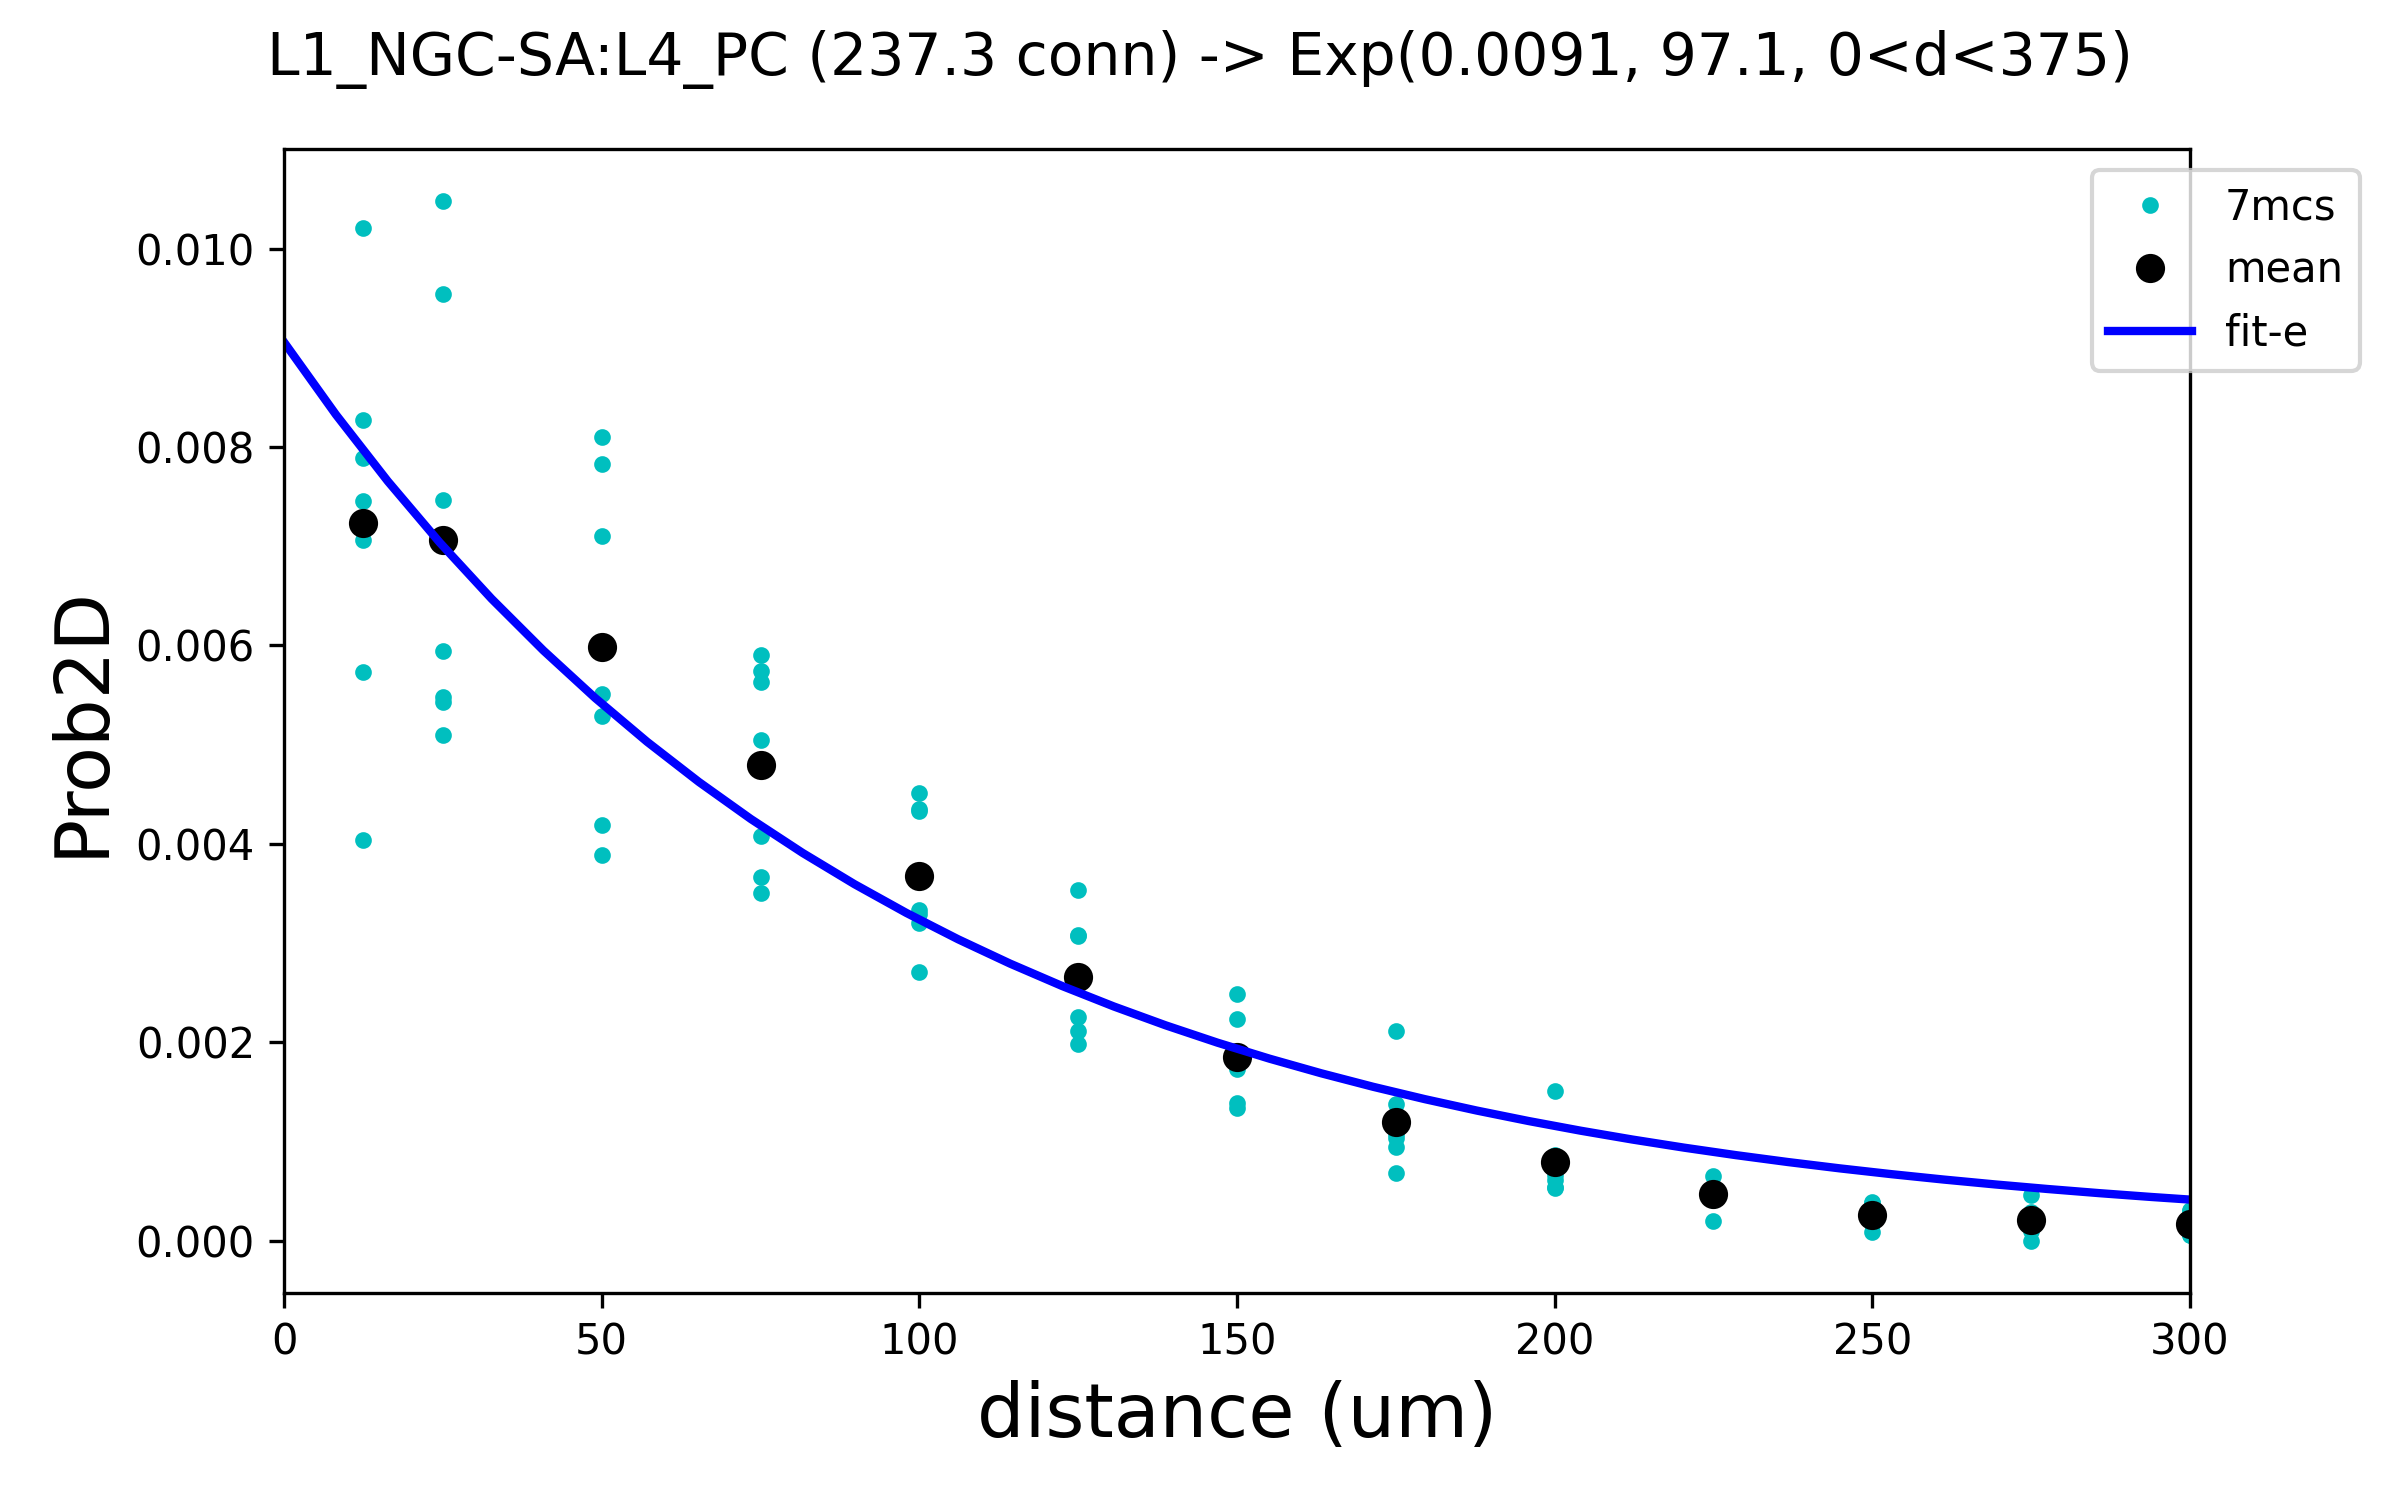 L1_NGC-SA:L4_PC (237.3 conn) -> Exp(0.0091, 97.1, 0<d<375)
7mcs
mean
fit-e
Prob2D
0.010
0.008
0.006
0.004
0.002
0.000
0 50 100 150 200 250 300
distance (um)